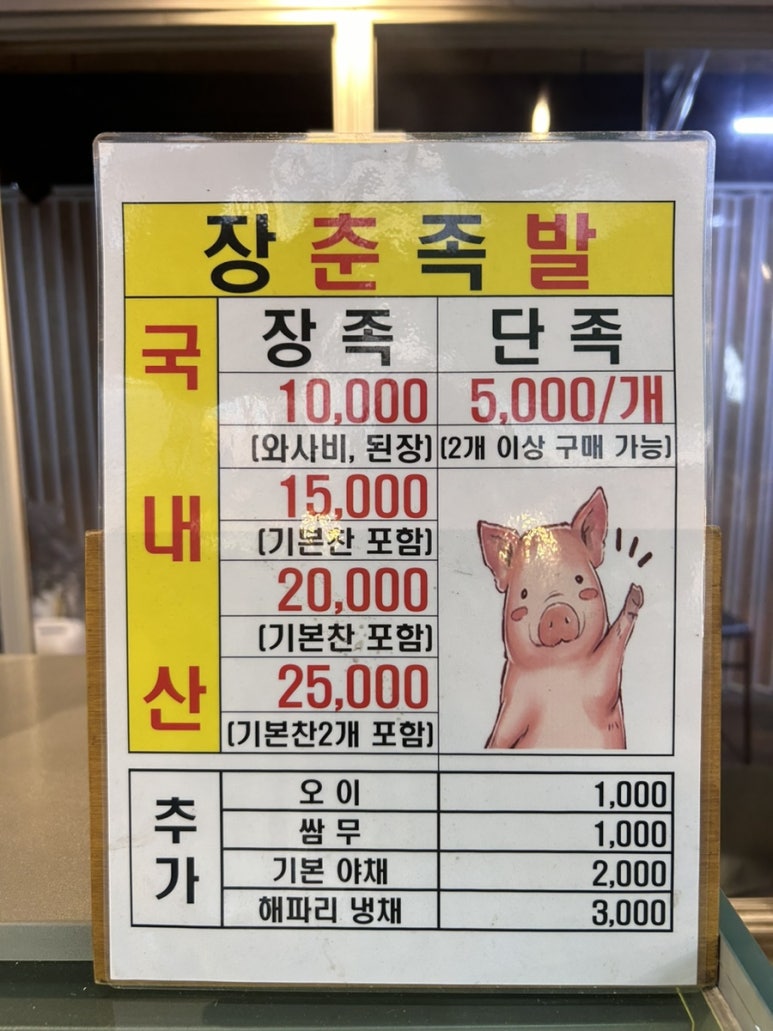 장춘족발
국내산
장족 단족
10,000 5,000/개
(와사비, 된장) (2개 이상 구매 가능)
15,000
(기본찬 포함)
20,000
(기본찬 포함)
25,000
(기본찬2개 포함)
추가
오이 1,000
쌈무 1,000
기본 야채 2,000
해파리 냉채 3,000